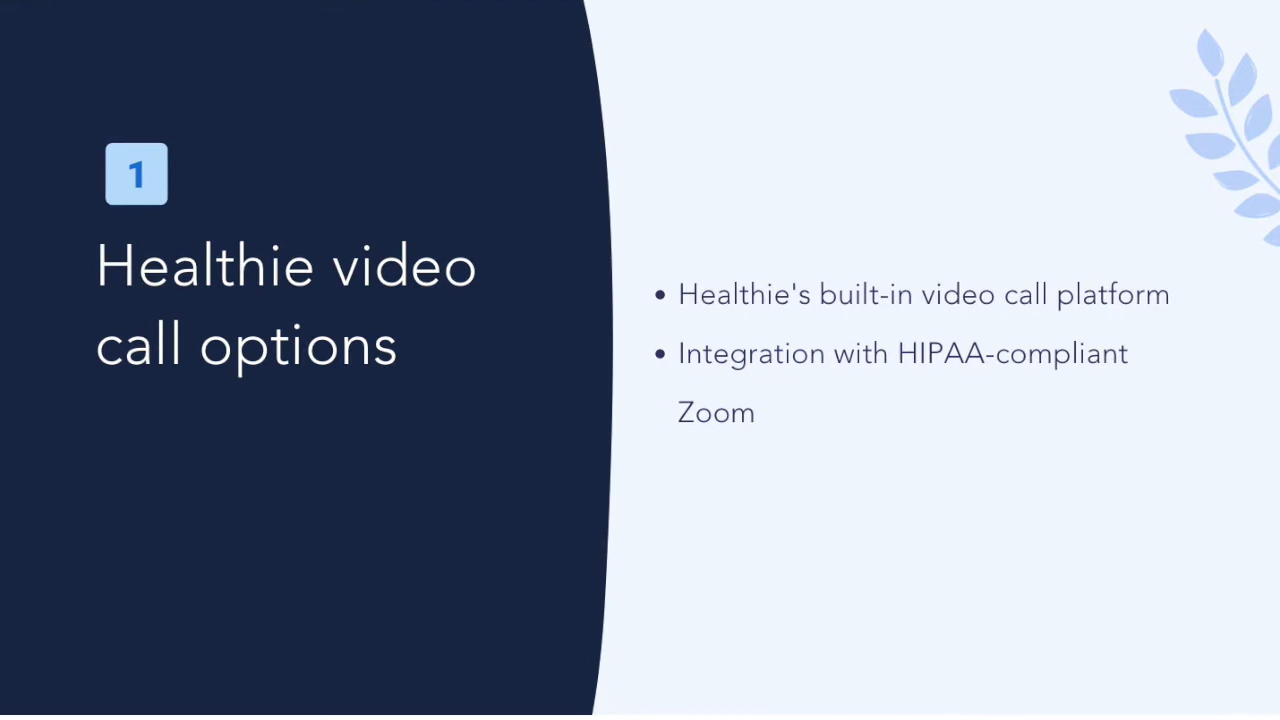 1
Healthie video
call options
• Healthie's built-in video call platform
• Integration with HIPAA-compliant
Zoom